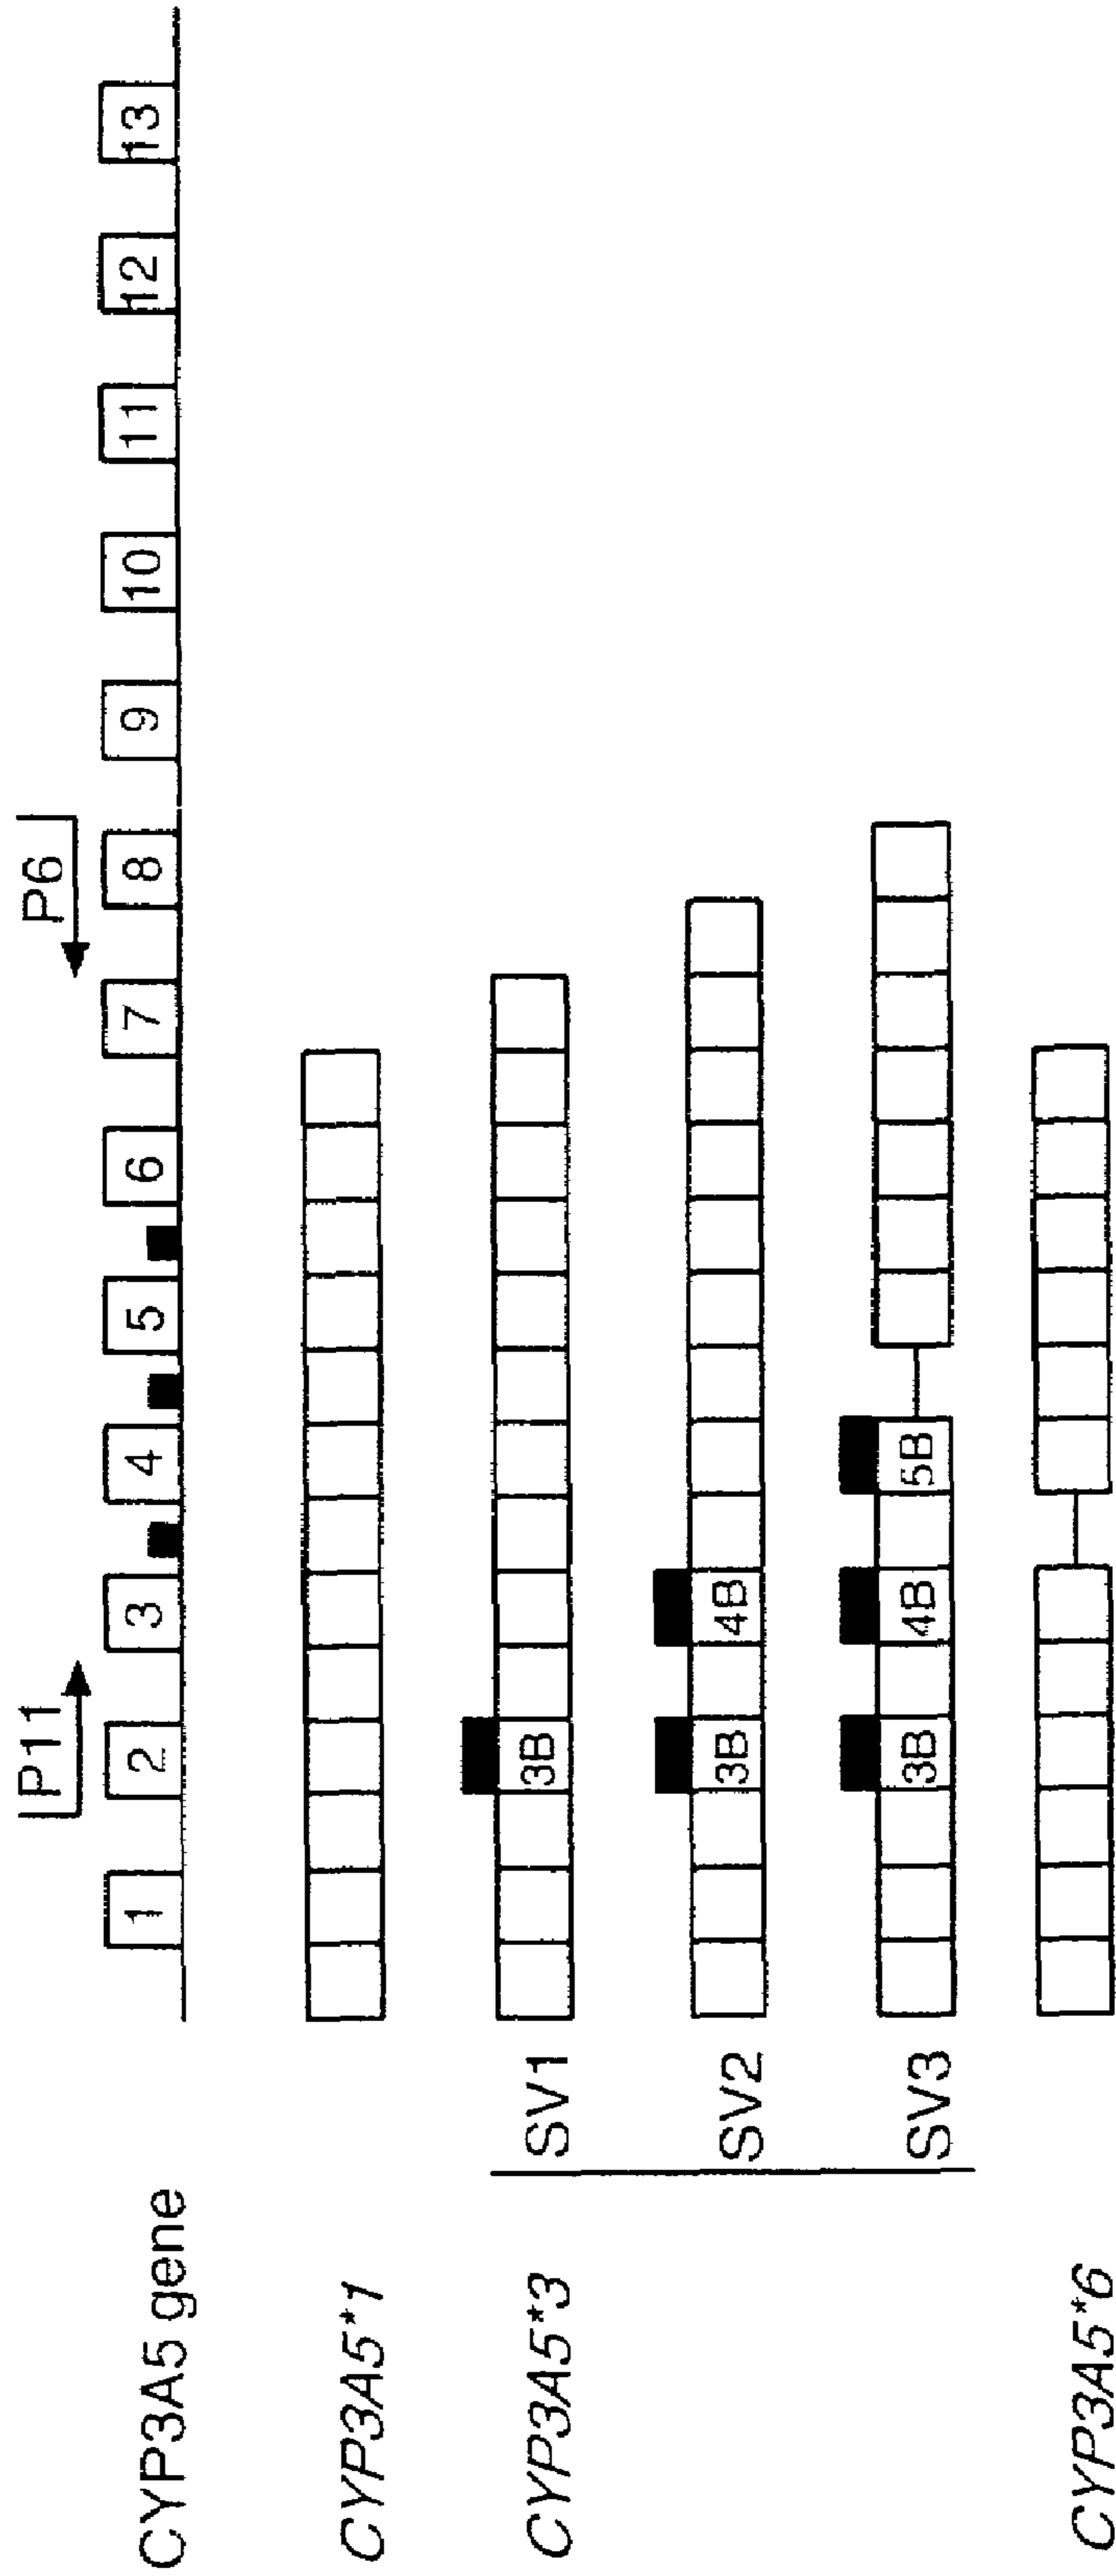 P11 P6
CYP3A5 gene 1 2 3 4 5 6 7 8 9 10 11 12 13
CYP3A5*1
CYP3A5*3 SV1 3B
SV2 3B 4B
SV3 3B 4B 5B
CYP3A5*6